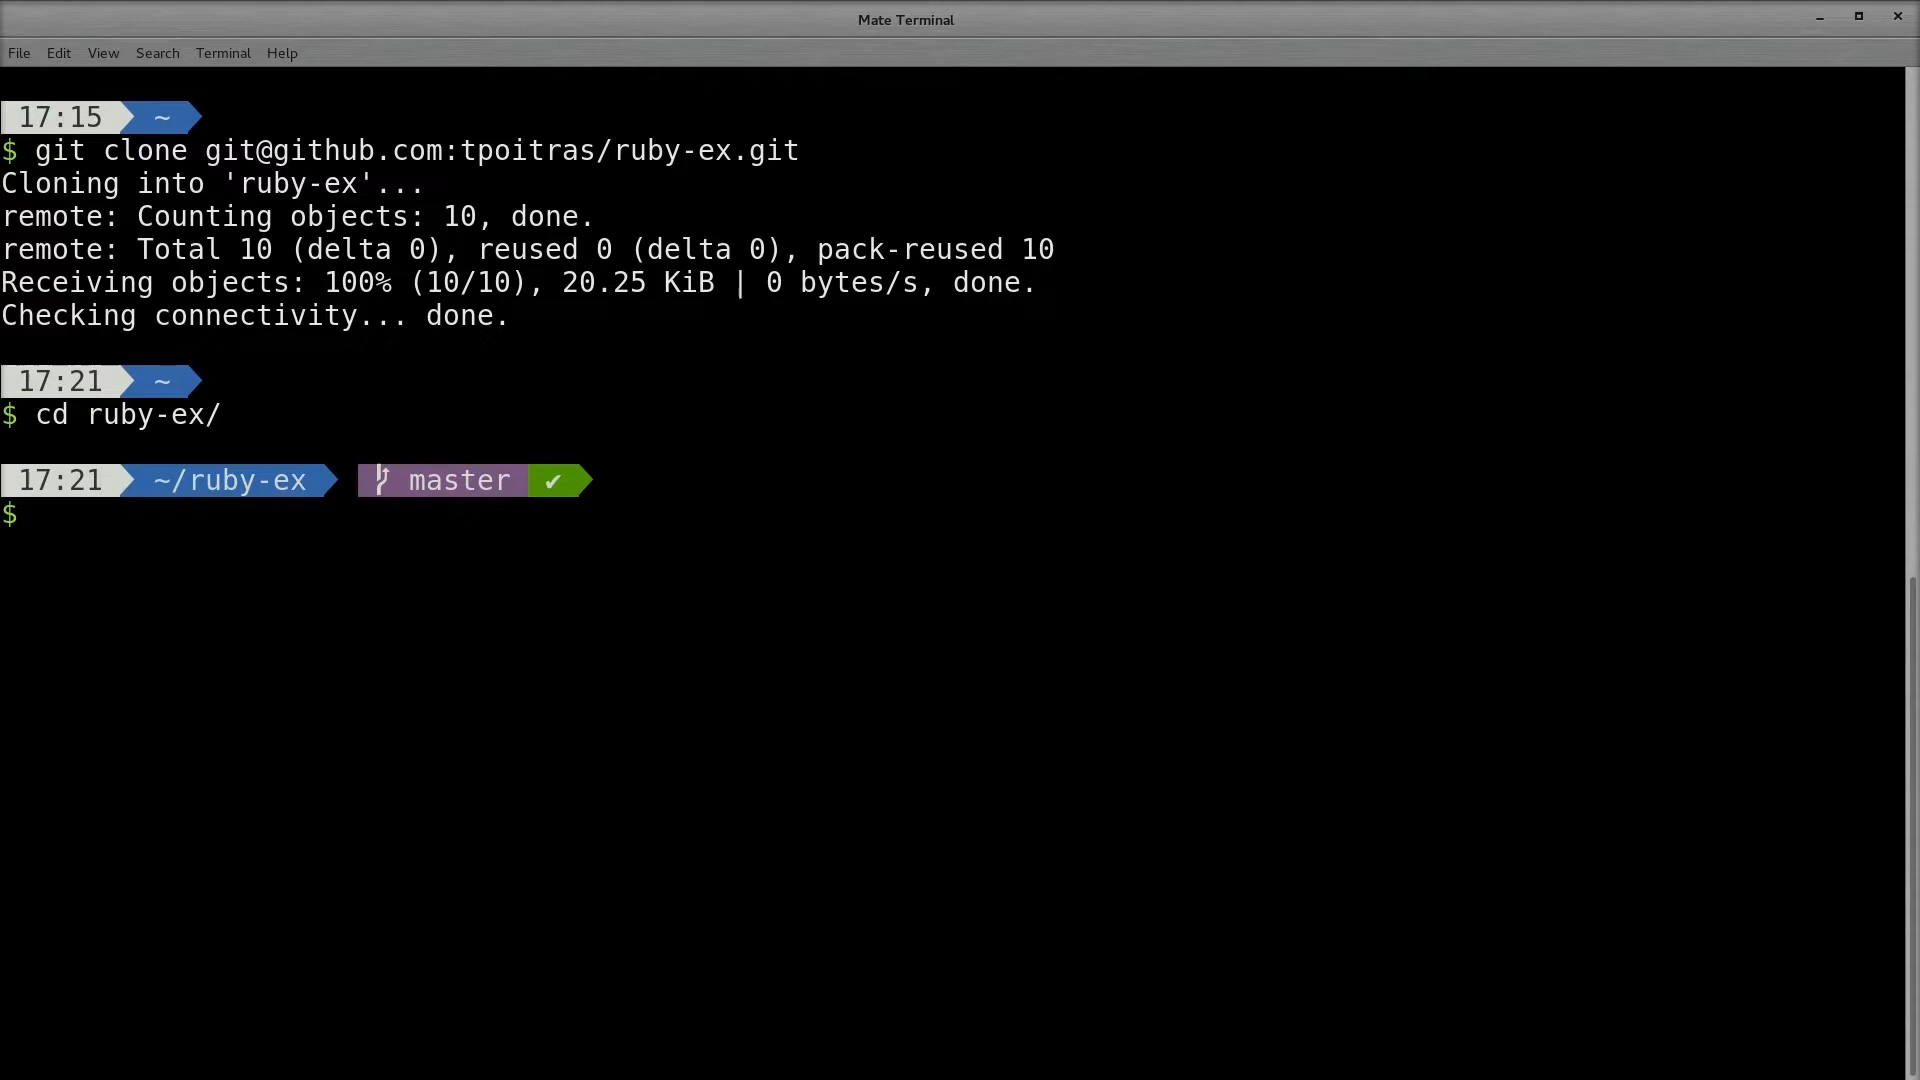 Mate Terminal
File Edit View Search Terminal Help
17:15 ~
$ git clone git@github.com:tpoitras/ruby-ex.git
Cloning into 'ruby-ex'...
remote: Counting objects: 10, done.
remote: Total 10 (delta 0), reused 0 (delta 0), pack-reused 10
Receiving objects: 100% (10/10), 20.25 KiB | 0 bytes/s, done.
Checking connectivity... done.
17:21 ~
$ cd ruby-ex/
17:21 ~/ruby-ex master ✔
$